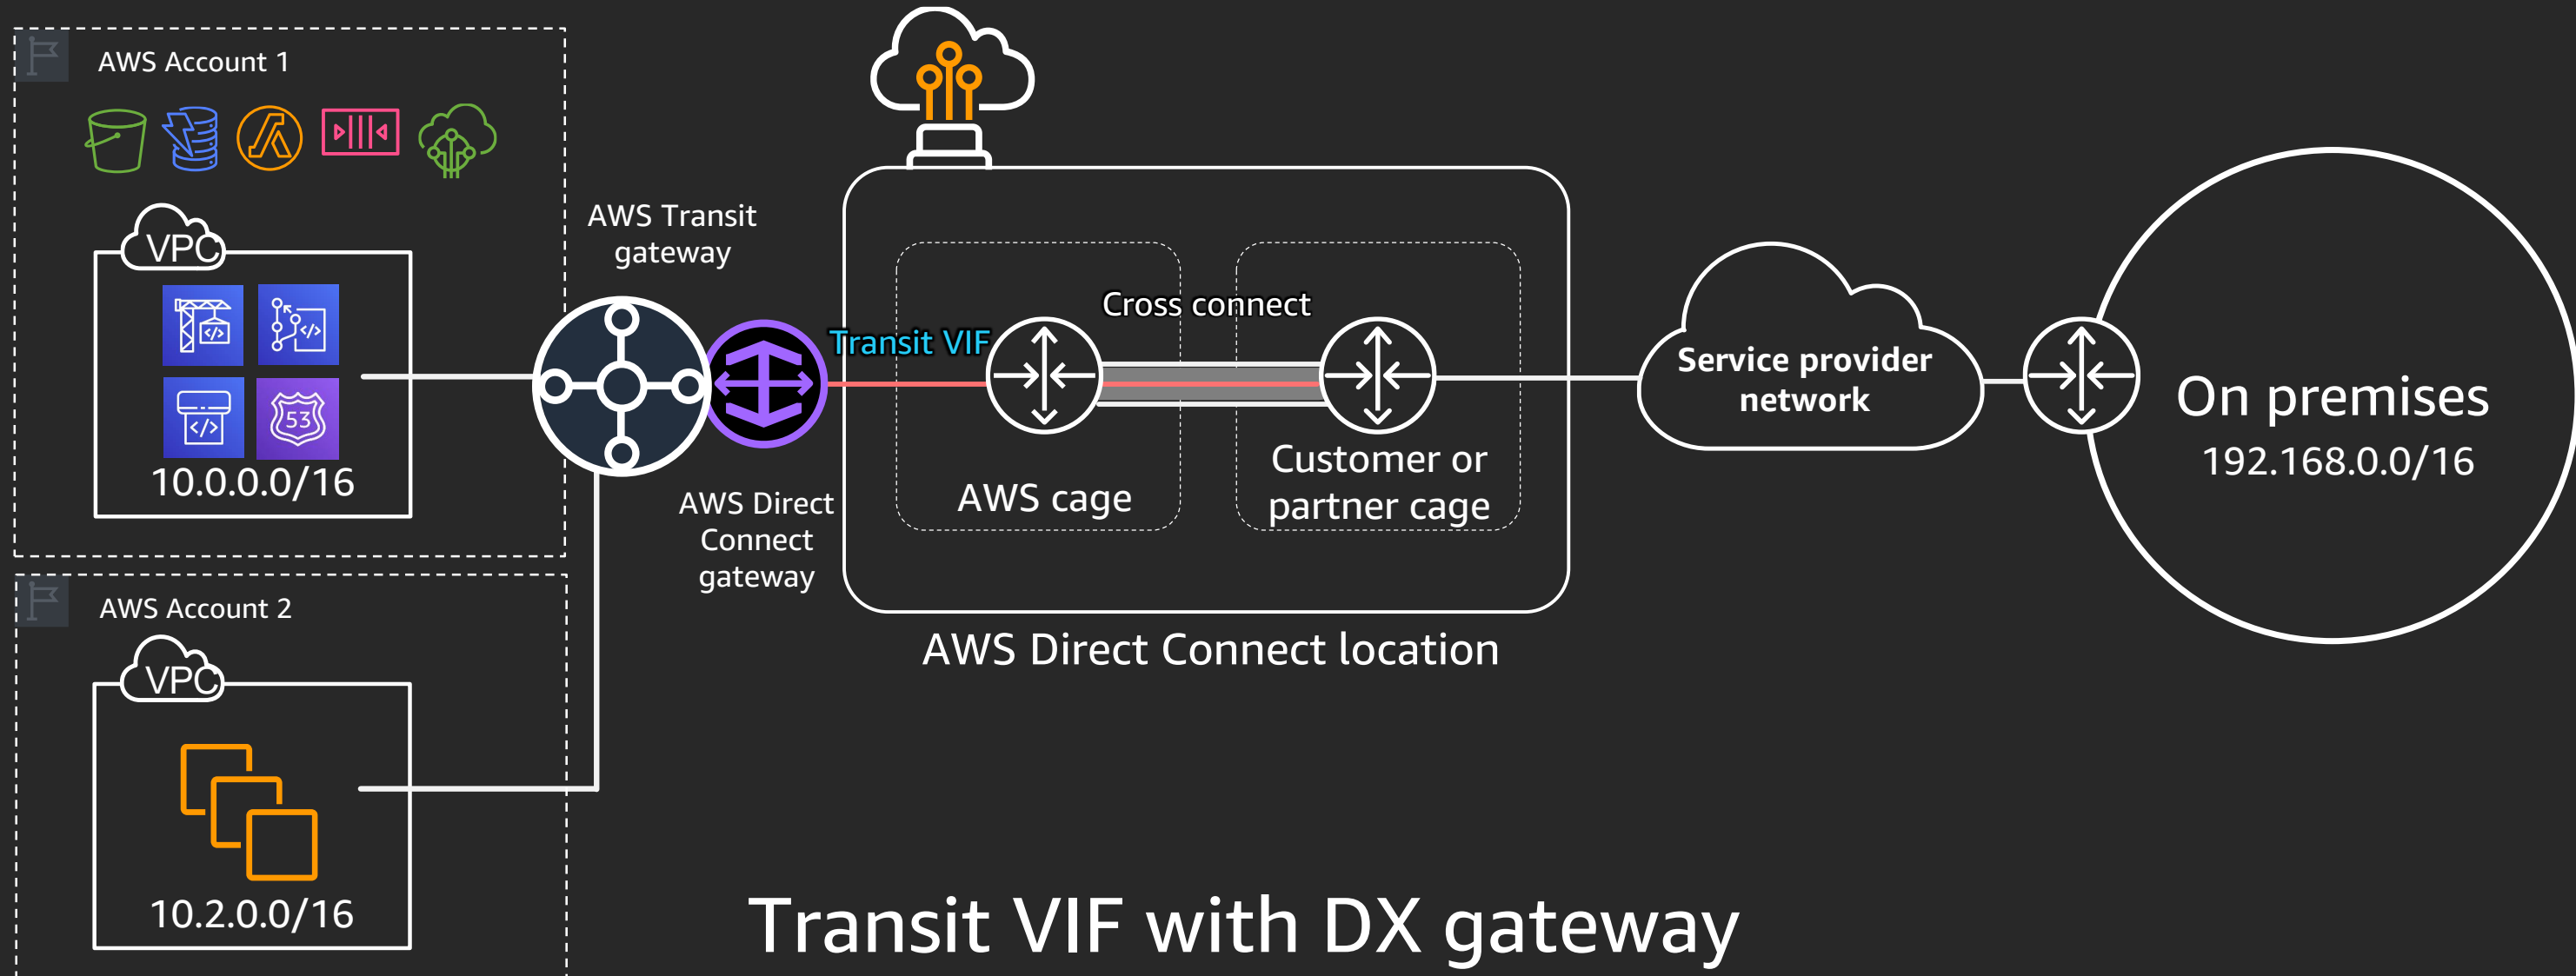 AWS Account 1
VPC
53
10.0.0.0/16
AWS Transit
gateway
AWS Direct
Connect
gateway
Transit VIF
Cross connect
AWS cage
Customer or
partner cage
AWS Direct Connect location
Service provider
network
On premises
192.168.0.0/16
AWS Account 2
VPC
10.2.0.0/16
Transit VIF with DX gateway